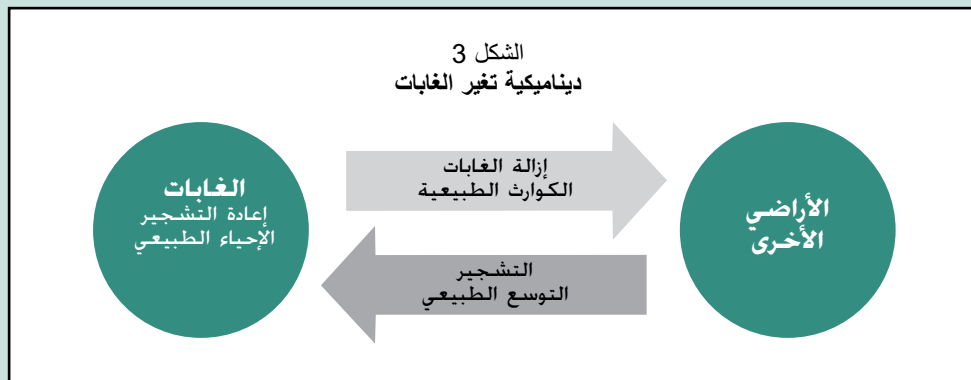 الشكل 3
ديناميكية تغير الغابات
الغابات
إعادة التشجير
الإحياء الطبيعي
إزالة الغابات
الكوارث الطبيعية
التشجير
التوسع الطبيعي
الأراضي
الأخرى